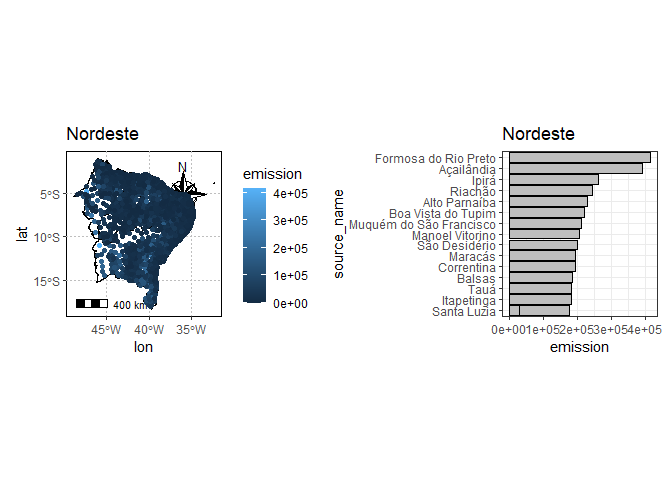 Nordeste
N
5°S
10°S
15°S
lat
400 km
45°W 40°W 35°W
lon
emission
4e+05
3e+05
2e+05
1e+05
0e+00
Nordeste
source_name
Formosa do Rio Preto
Açailândia
Ipirá
Riachão
Alto Parnaíba
Boa Vista do Tupim
Muquém do São Francisco
Manoel Vitorino
São Desidério
Maracás
Correntina
Balsas
Tauá
Itapetinga
Santa Luzia
0e+00 1e+05 2e+05 3e+05 4e+05
emission